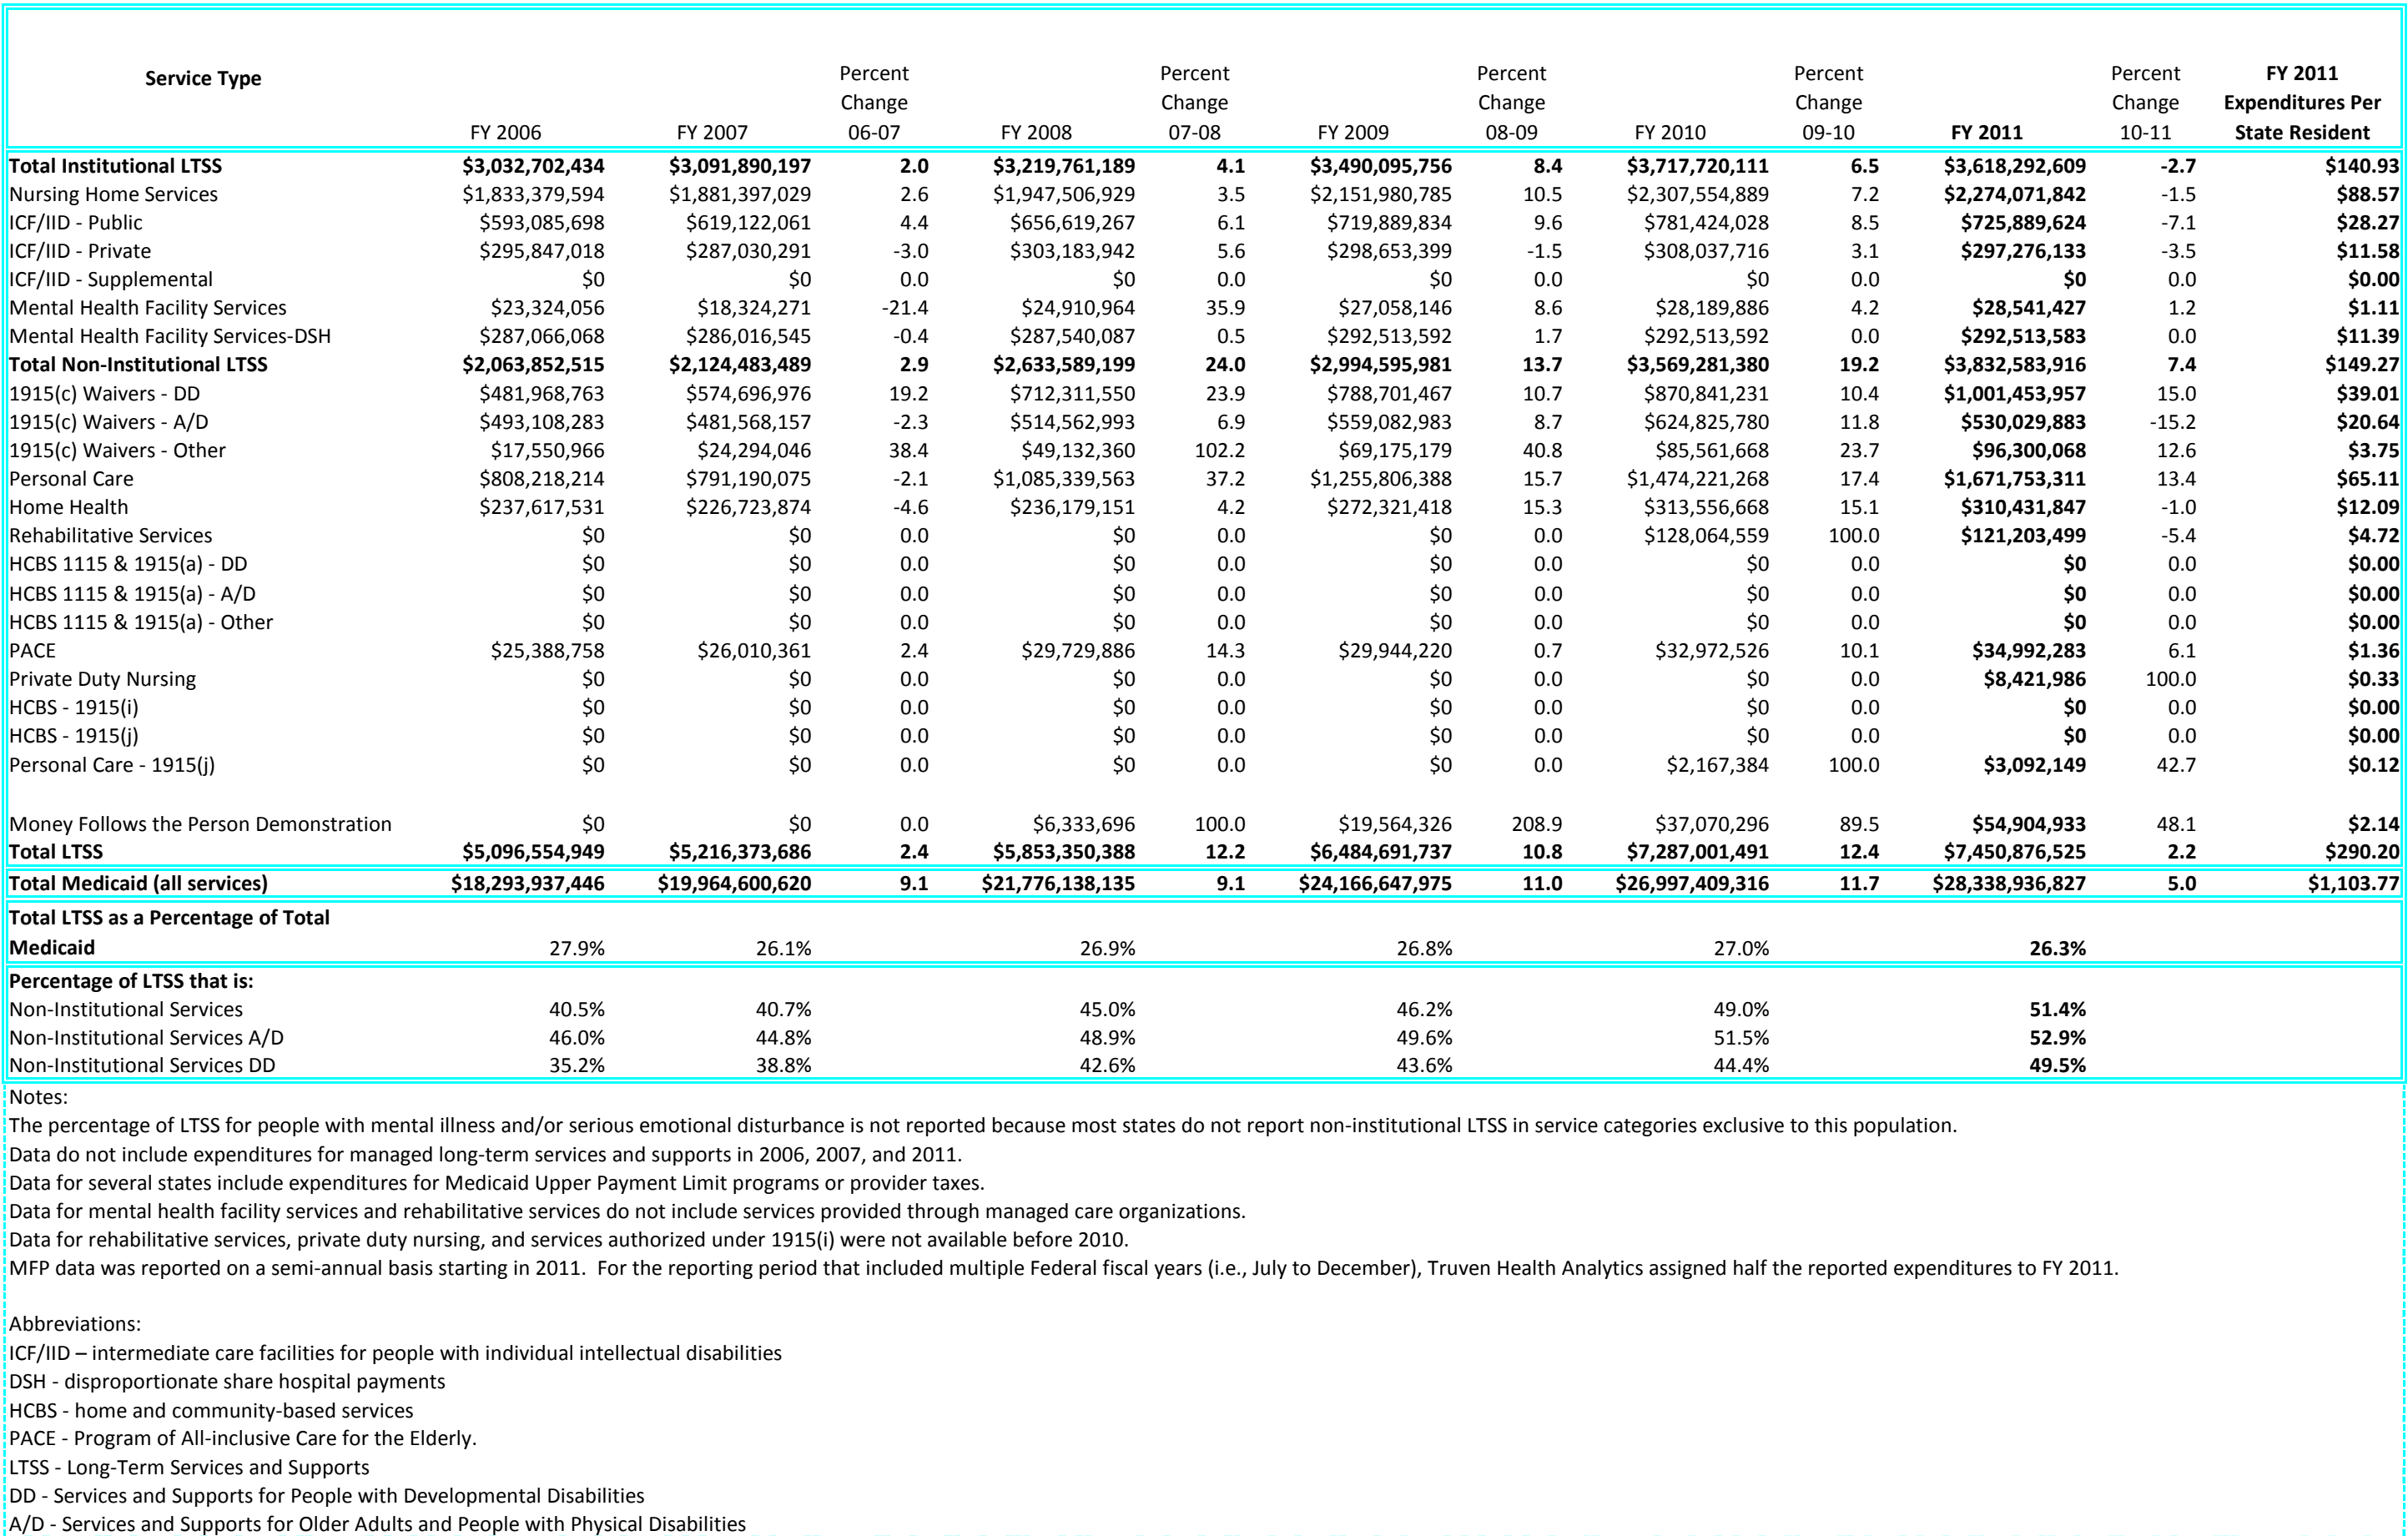 Percent Percent Percent Percent Percent FY 2011
Service Type
Change Change Change Change Change Expenditures Per
FY 2006 FY 2007 06-07 FY 2008 07-08 FY 2009 08-09 FY 2010 09-10 FY 2011 10-11 State Resident
Total Institutional LTSS $3,032,702,434 $3,091,890,197 2.0 $3,219,761,189 4.1 $3,490,095,756 8.4 $3,717,720,111 6.5 $3,618,292,609 -2.7 $140.93
Nursing Home Services $1,833,379,594 $1,881,397,029 2.6 $1,947,506,929 3.5 $2,151,980,785 10.5 $2,307,554,889 7.2 $2,274,071,842 -1.5 $88.57
ICF/IID - Public $593,085,698 $619,122,061 4.4 $656,619,267 6.1 $719,889,834 9.6 $781,424,028 8.5 $725,889,624 -7.1 $28.27
ICF/IID - Private $295,847,018 $287,030,291 -3.0 $303,183,942 5.6 $298,653,399 -1.5 $308,037,716 3.1 $297,276,133 -3.5 $11.58
ICF/IID - Supplemental $0 $0 0.0 $0 0.0 $0 0.0 $0 0.0 $0 0.0 $0.00
Mental Health Facility Services $23,324,056 $18,324,271 -21.4 $24,910,964 35.9 $27,058,146 8.6 $28,189,886 4.2 $28,541,427 1.2 $1.11
Mental Health Facility Services-DSH $287,066,068 $286,016,545 -0.4 $287,540,087 0.5 $292,513,592 1.7 $292,513,592 0.0 $292,513,583 0.0 $11.39
Total Non-Institutional LTSS $2,063,852,515 $2,124,483,489 2.9 $2,633,589,199 24.0 $2,994,595,981 13.7 $3,569,281,380 19.2 $3,832,583,916 7.4 $149.27
1915(c) Waivers - DD $481,968,763 $574,696,976 19.2 $712,311,550 23.9 $788,701,467 10.7 $870,841,231 10.4 $1,001,453,957 15.0 $39.01
1915(c) Waivers - A/D $493,108,283 $481,568,157 -2.3 $514,562,993 6.9 $559,082,983 8.7 $624,825,780 11.8 $530,029,883 -15.2 $20.64
1915(c) Waivers - Other $17,550,966 $24,294,046 38.4 $49,132,360 102.2 $69,175,179 40.8 $85,561,668 23.7 $96,300,068 12.6 $3.75
Personal Care $808,218,214 $791,190,075 -2.1 $1,085,339,563 37.2 $1,255,806,388 15.7 $1,474,221,268 17.4 $1,671,753,311 13.4 $65.11
Home Health $237,617,531 $226,723,874 -4.6 $236,179,151 4.2 $272,321,418 15.3 $313,556,668 15.1 $310,431,847 -1.0 $12.09
Rehabilitative Services $0 $0 0.0 $0 0.0 $0 0.0 $128,064,559 100.0 $121,203,499 -5.4 $4.72
HCBS 1115 & 1915(a) - DD $0 $0 0.0 $0 0.0 $0 0.0 $0 0.0 $0 0.0 $0.00
HCBS 1115 & 1915(a) - A/D $0 $0 0.0 $0 0.0 $0 0.0 $0 0.0 $0 0.0 $0.00
HCBS 1115 & 1915(a) - Other $0 $0 0.0 $0 0.0 $0 0.0 $0 0.0 $0 0.0 $0.00
PACE $25,388,758 $26,010,361 2.4 $29,729,886 14.3 $29,944,220 0.7 $32,972,526 10.1 $34,992,283 6.1 $1.36
Private Duty Nursing $0 $0 0.0 $0 0.0 $0 0.0 $0 0.0 $8,421,986 100.0 $0.33
HCBS - 1915(i) $0 $0 0.0 $0 0.0 $0 0.0 $0 0.0 $0 0.0 $0.00
HCBS - 1915(j) $0 $0 0.0 $0 0.0 $0 0.0 $0 0.0 $0 0.0 $0.00
Personal Care - 1915(j) $0 $0 0.0 $0 0.0 $0 0.0 $2,167,384 100.0 $3,092,149 42.7 $0.12
Money Follows the Person Demonstration $0 $0 0.0 $6,333,696 100.0 $19,564,326 208.9 $37,070,296 89.5 $54,904,933 48.1 $2.14
Total LTSS $5,096,554,949 $5,216,373,686 2.4 $5,853,350,388 12.2 $6,484,691,737 10.8 $7,287,001,491 12.4 $7,450,876,525 2.2 $290.20
Total Medicaid (all services) $18,293,937,446 $19,964,600,620 9.1 $21,776,138,135 9.1 $24,166,647,975 11.0 $26,997,409,316 11.7 $28,338,936,827 5.0 $1,103.77
Total LTSS as a Percentage of Total
Medicaid 27.9% 26.1% 26.9% 26.8% 27.0% 26.3%
Percentage of LTSS that is:
Non-Institutional Services 40.5% 40.7% 45.0% 46.2% 49.0% 51.4%
Non-Institutional Services A/D 46.0% 44.8% 48.9% 49.6% 51.5% 52.9%
Non-Institutional Services DD 35.2% 38.8% 42.6% 43.6% 44.4% 49.5%
Notes:
The percentage of LTSS for people with mental illness and/or serious emotional disturbance is not reported because most states do not report non-institutional LTSS in service categories exclusive to this population.
Data do not include expenditures for managed long-term services and supports in 2006, 2007, and 2011.
Data for several states include expenditures for Medicaid Upper Payment Limit programs or provider taxes.
Data for mental health facility services and rehabilitative services do not include services provided through managed care organizations.
Data for rehabilitative services, private duty nursing, and services authorized under 1915(i) were not available before 2010.
MFP data was reported on a semi-annual basis starting in 2011. For the reporting period that included multiple Federal fiscal years (i.e., July to December), Truven Health Analytics assigned half the reported expenditures to FY 2011.
Abbreviations:
ICF/IID – intermediate care facilities for people with individual intellectual disabilities
DSH - disproportionate share hospital payments
HCBS - home and community-based services
PACE - Program of All-inclusive Care for the Elderly.
LTSS - Long-Term Services and Supports
DD - Services and Supports for People with Developmental Disabilities
A/D - Services and Supports for Older Adults and People with Physical Disabilities